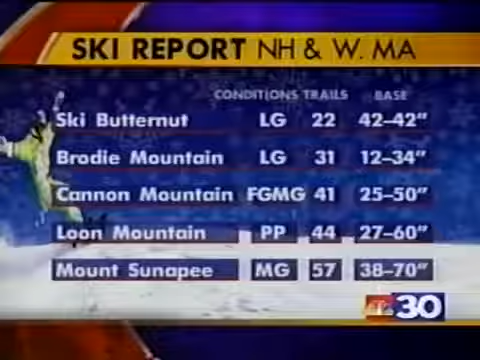 SKI REPORT NH & W. MA
CONDITIONS TRAILS BASE
Ski Butternut LG 22 42-42"
Brodie Mountain LG 31 12-34"
Cannon Mountain FGMG 41 25-50"
Loon Mountain PP 44 27-60"
Mount Sunapee MG 57 38-70"
30